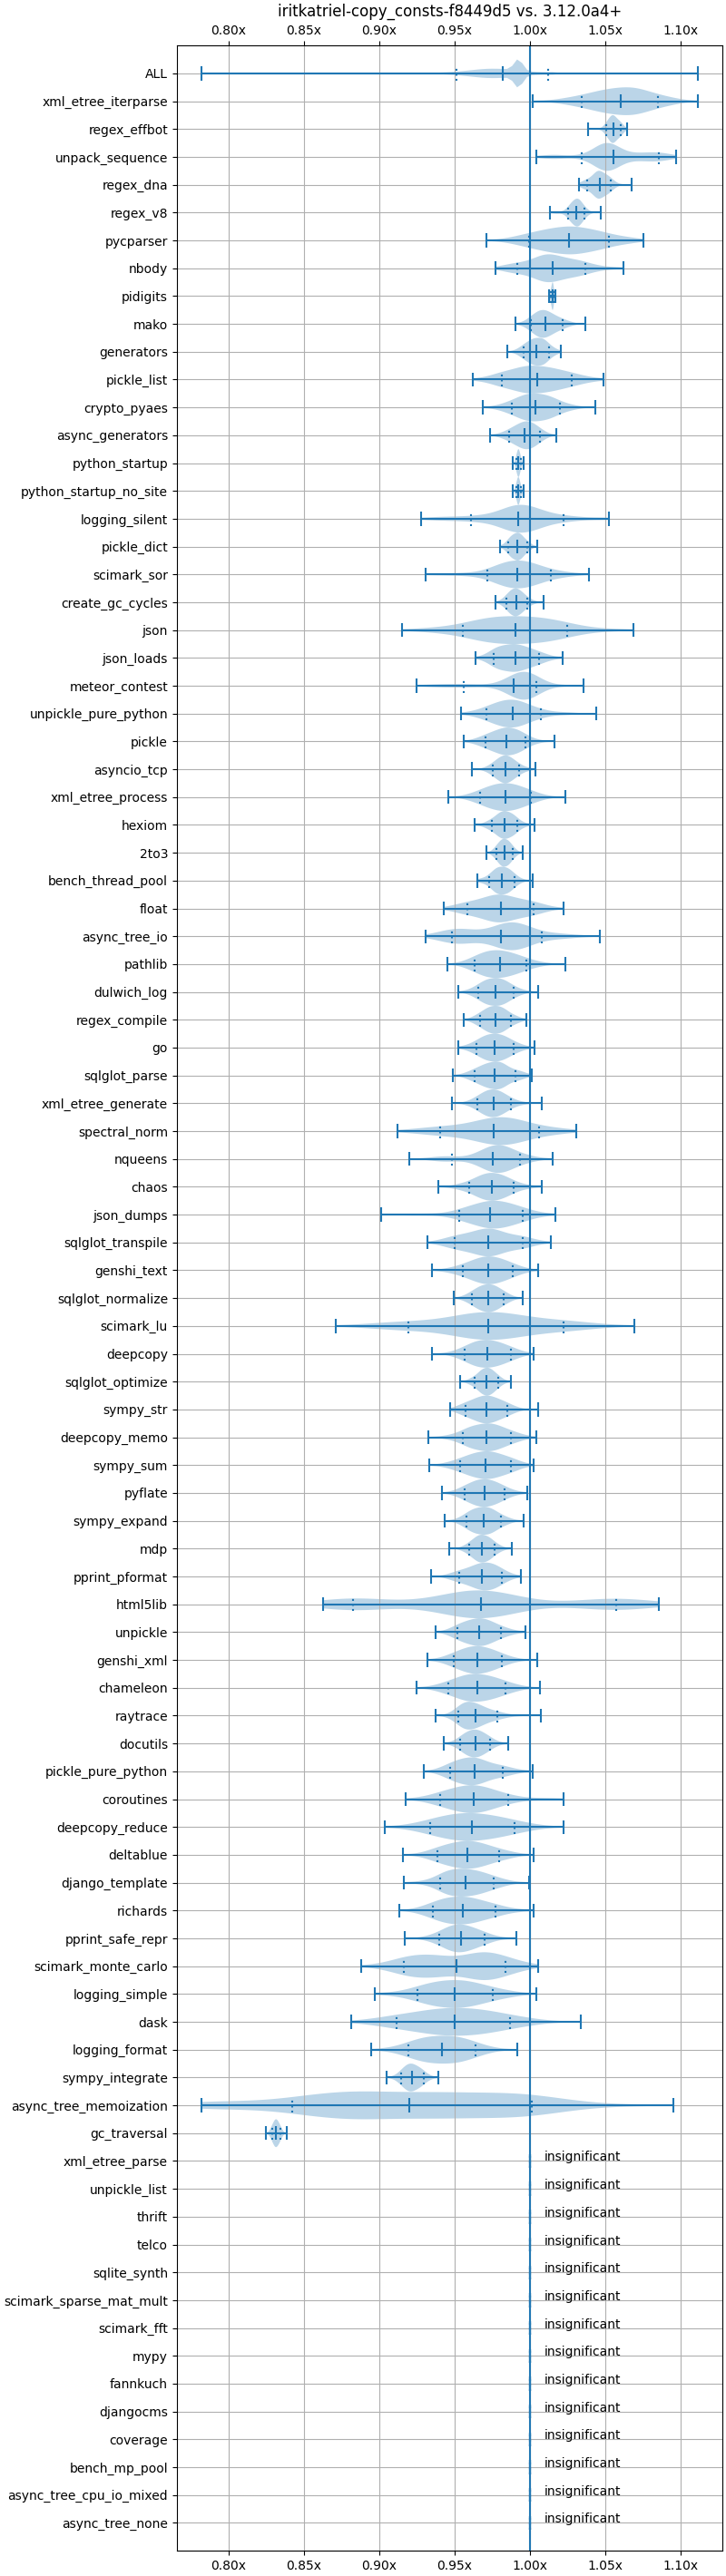 iritkatriel-copy_consts-f8449d5 vs. 3.12.0a4+
0.80x 0.85x 0.90x 0.95x 1.00x 1.05x 1.10x
ALL
xml_etree_iterparse
regex_effbot
unpack_sequence
regex_dna
regex_v8
pycparser
nbody
pidigits
mako
generators
pickle_list
crypto_pyaes
async_generators
python_startup
python_startup_no_site
logging_silent
pickle_dict
scimark_sor
create_gc_cycles
json
json_loads
meteor_contest
unpickle_pure_python
pickle
asyncio_tcp
xml_etree_process
hexiom
2to3
bench_thread_pool
float
async_tree_io
pathlib
dulwich_log
regex_compile
go
sqlglot_parse
xml_etree_generate
spectral_norm
nqueens
chaos
json_dumps
sqlglot_transpile
genshi_text
sqlglot_normalize
scimark_lu
deepcopy
sqlglot_optimize
sympy_str
deepcopy_memo
sympy_sum
pyflate
sympy_expand
mdp
pprint_pformat
html5lib
unpickle
genshi_xml
chameleon
raytrace
docutils
pickle_pure_python
coroutines
deepcopy_reduce
deltablue
django_template
richards
pprint_safe_repr
scimark_monte_carlo
logging_simple
dask
logging_format
sympy_integrate
async_tree_memoization
gc_traversal
xml_etree_parse insignificant
unpickle_list insignificant
thrift insignificant
telco insignificant
sqlite_synth insignificant
scimark_sparse_mat_mult insignificant
scimark_fft insignificant
mypy insignificant
fannkuch insignificant
djangocms insignificant
coverage insignificant
bench_mp_pool insignificant
async_tree_cpu_io_mixed insignificant
async_tree_none insignificant
0.80x 0.85x 0.90x 0.95x 1.00x 1.05x 1.10x